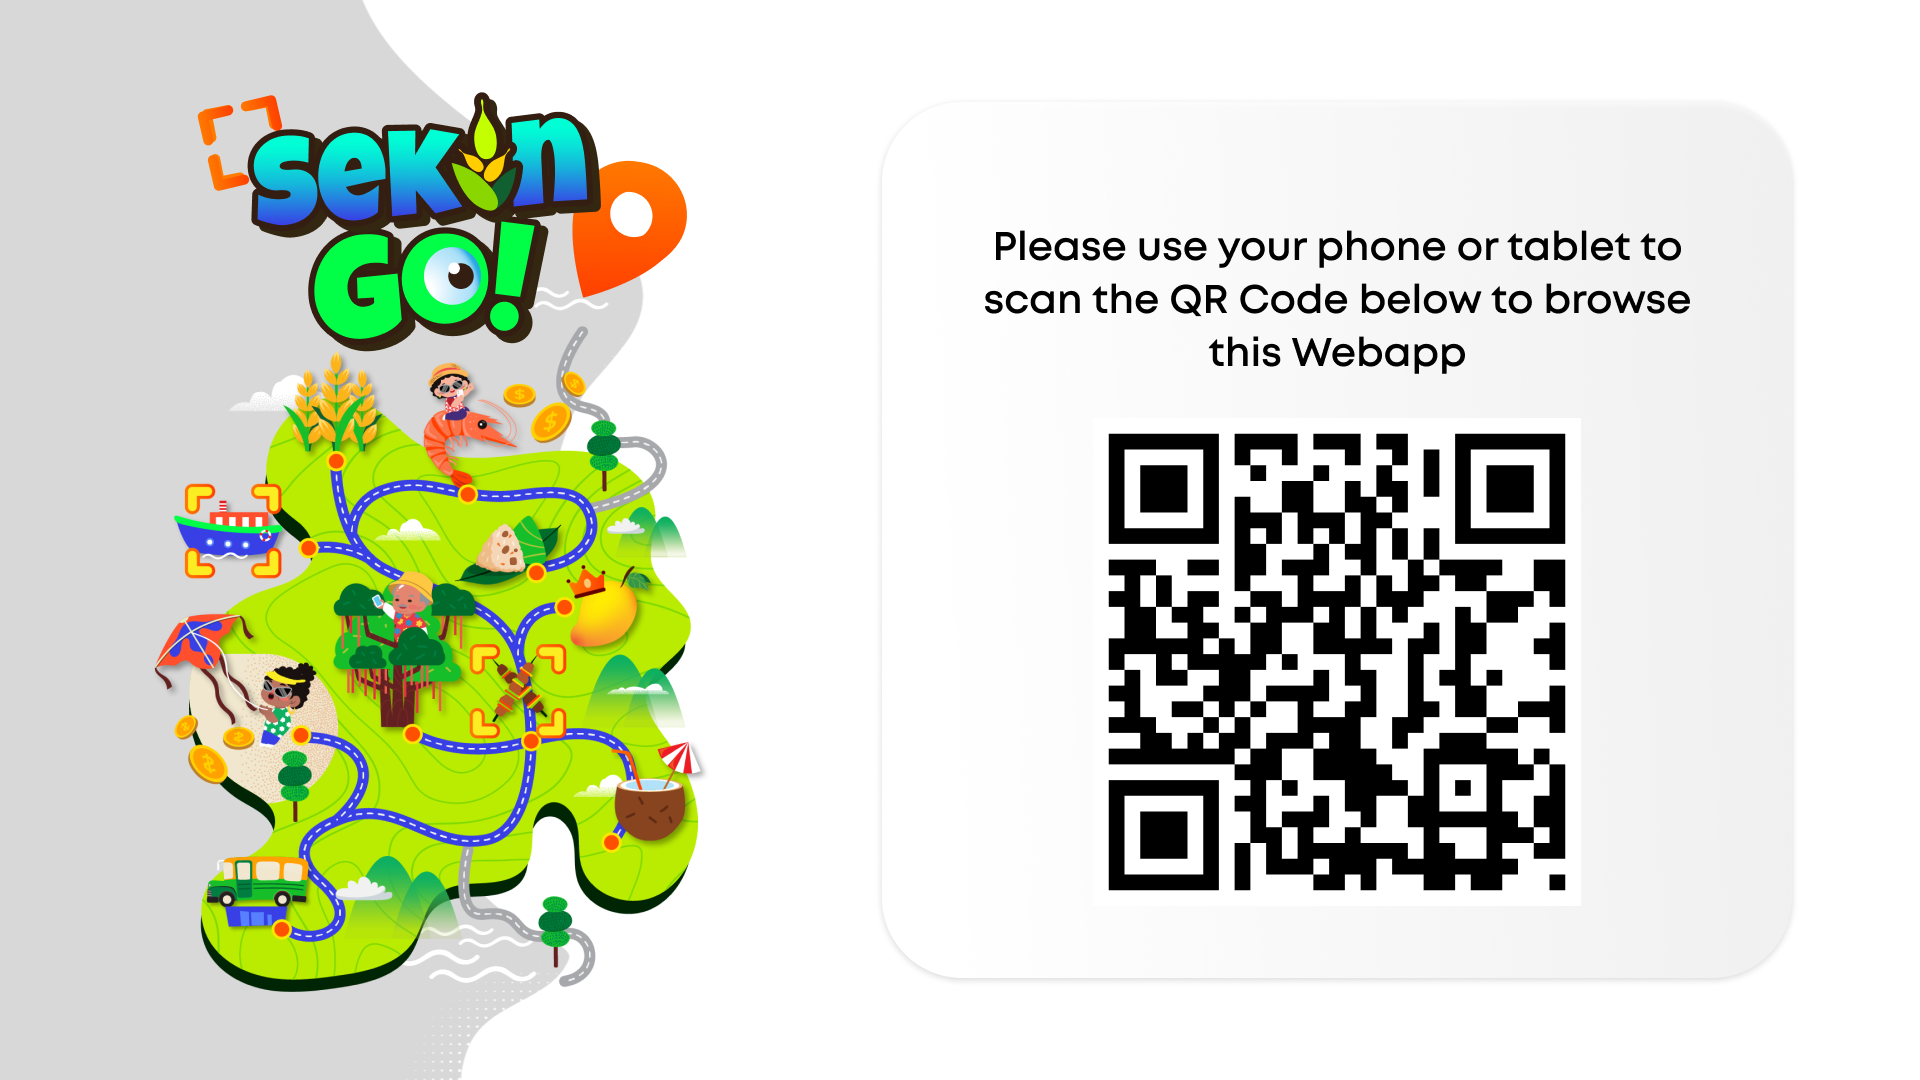 sekin
GO!
Please use your phone or tablet to
scan the QR Code below to browse
this Webapp